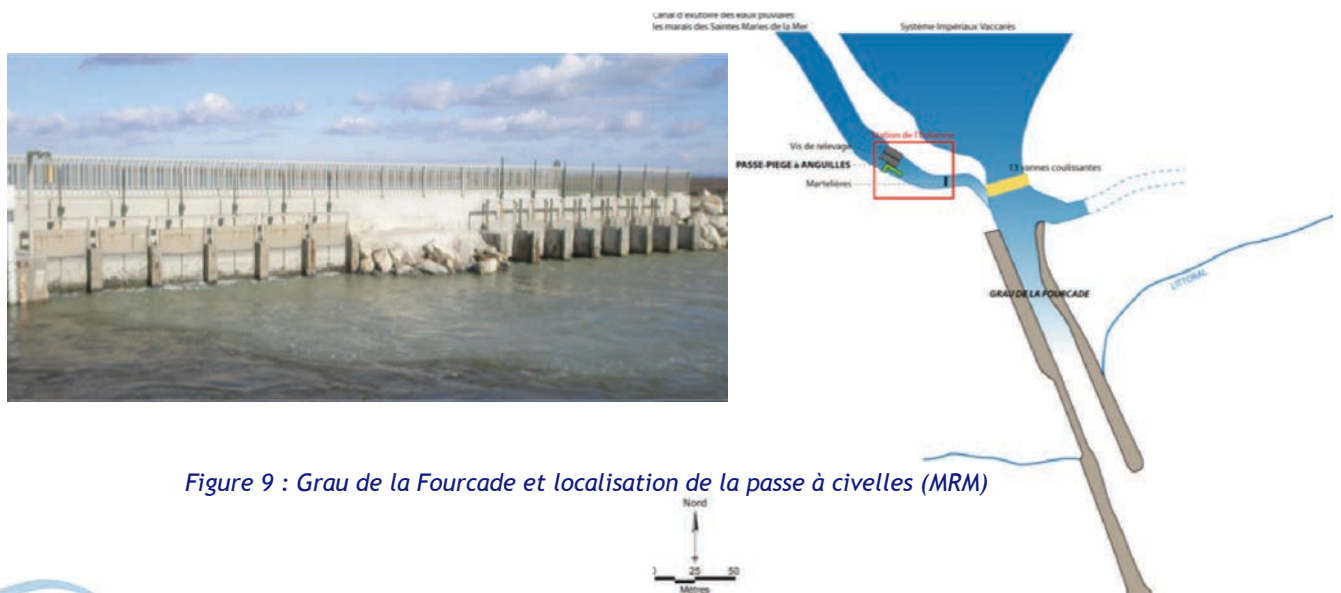 Canal d'exutoire des eaux pluviales
les marais des Saintes Maries de la Mer
Système Impériaux Vaccarès
Station de
Vis de relevage
PASSE-PIEGE à ANGUILLES
13 vannes coulissantes
Martelières
GRAU DE LA FOURCADE
LITTORAL
Figure 9 : Grau de la Fourcade et localisation de la passe à civelles (MRM)
Nord
25 50
Mètres